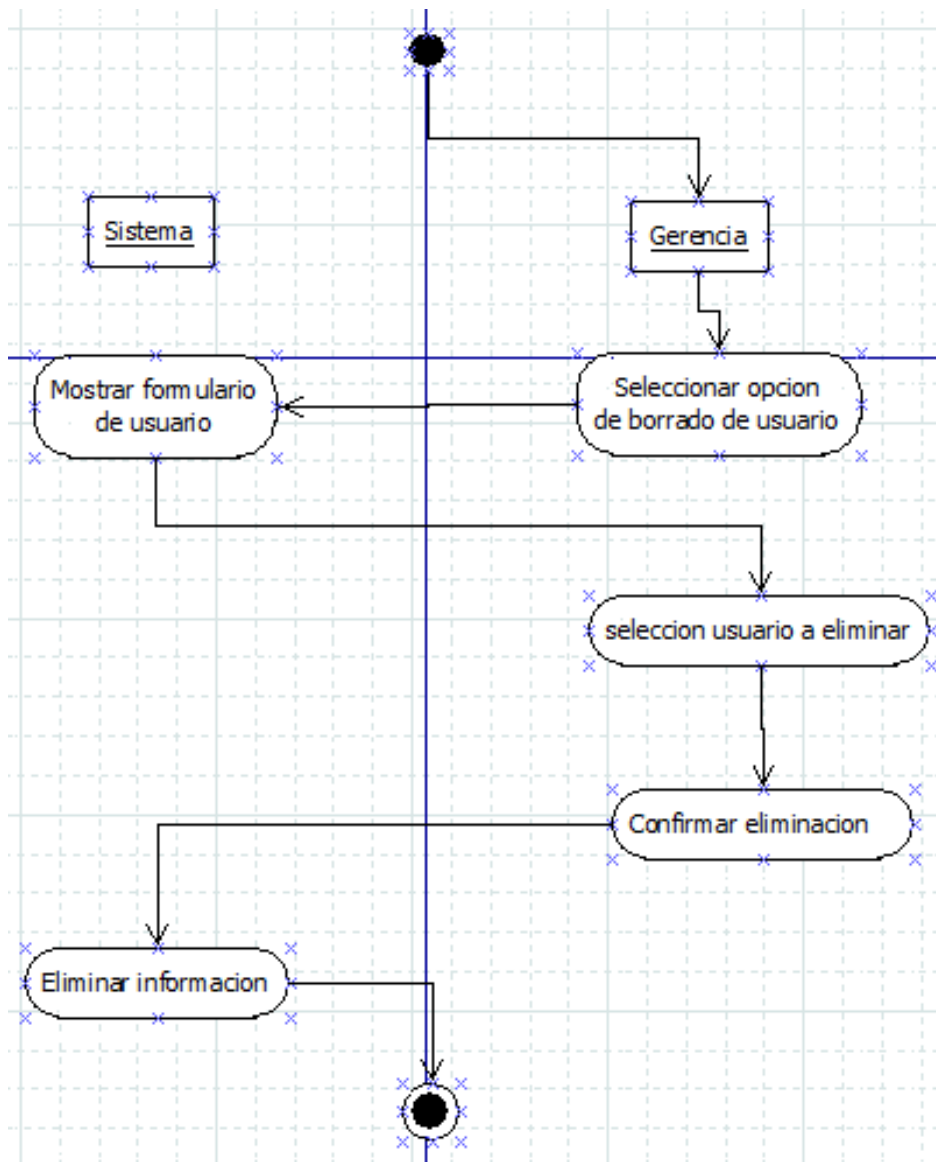 Sistema
Gerencia
Mostrar formulario
de usuario
Seleccionar opcion
de borrado de usuario
seleccion usuario a eliminar
Confirmar eliminacion
Eliminar informacion